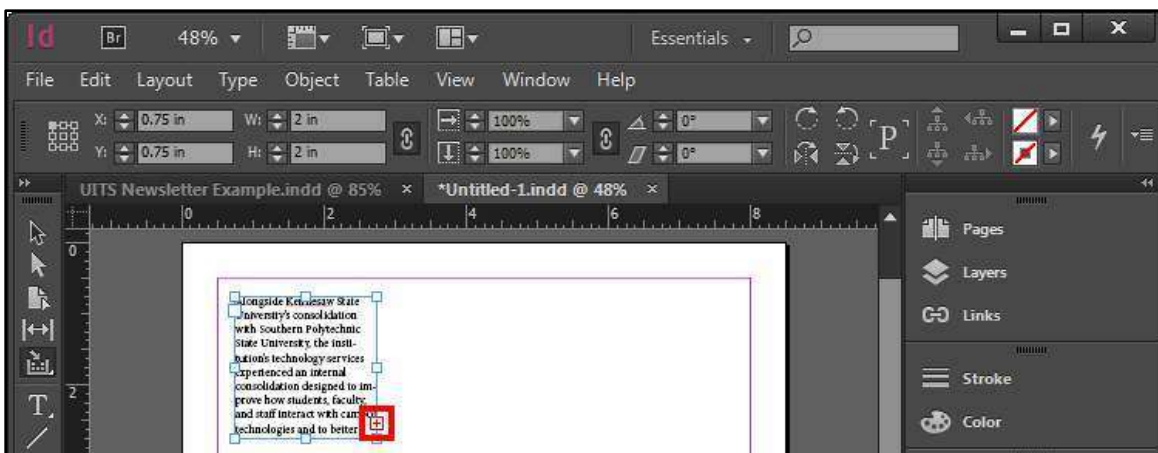 Id Br 48% Essentials
File Edit Layout Type Object Table View Window Help
X: 0.75 in W: 2 in 100% 0° P
Y: 0.75 in H: 2 in 100% 0°
UITS Newsletter Example.indd @ 85% × *Untitled-1.indd @ 48% ×
0 2 4 6 8
0
2
T
Alongside Kennesaw State
University's consolidation
with Southern Polytechnic
State University, the insti-
tution's technology services
experienced an internal
consolidation designed to im-
prove how students, faculty,
and staff interact with
technologies and to better
Pages
Layers
Links
Stroke
Color